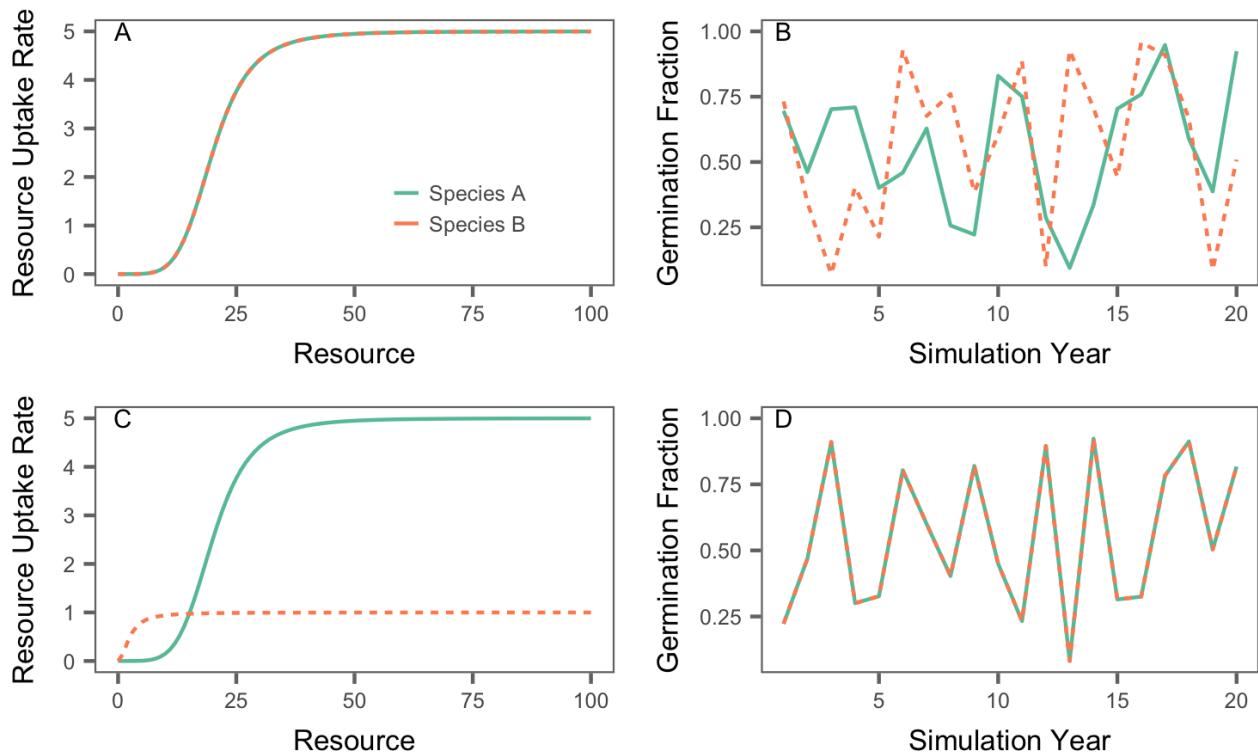 A
Resource Uptake Rate
5
4
3
2
1
0
Species A
Species B
0 25 50 75 100
Resource
B
Germination Fraction
1.00
0.75
0.50
0.25
5 10 15 20
Simulation Year
C
Resource Uptake Rate
5
4
3
2
1
0
0 25 50 75 100
Resource
D
Germination Fraction
1.00
0.75
0.50
0.25
5 10 15 20
Simulation Year